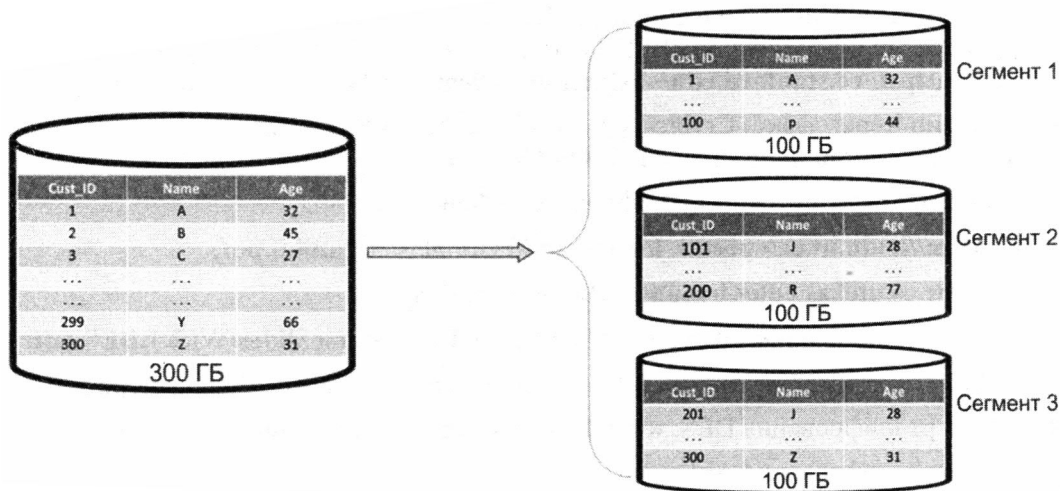 Cust_ID Name Age
1 A 32
2 B 45
3 C 27
... ... ...
... ... ...
299 Y 66
300 Z 31
300 ГБ
Cust_ID Name Age
1 A 32
... ... ...
100 p 44
100 ГБ
Сегмент 1
Cust_ID Name Age
101 J 28
... ... ...
200 R 77
100 ГБ
Сегмент 2
Cust_ID Name Age
201 J 28
... ... ...
300 Z 31
100 ГБ
Сегмент 3